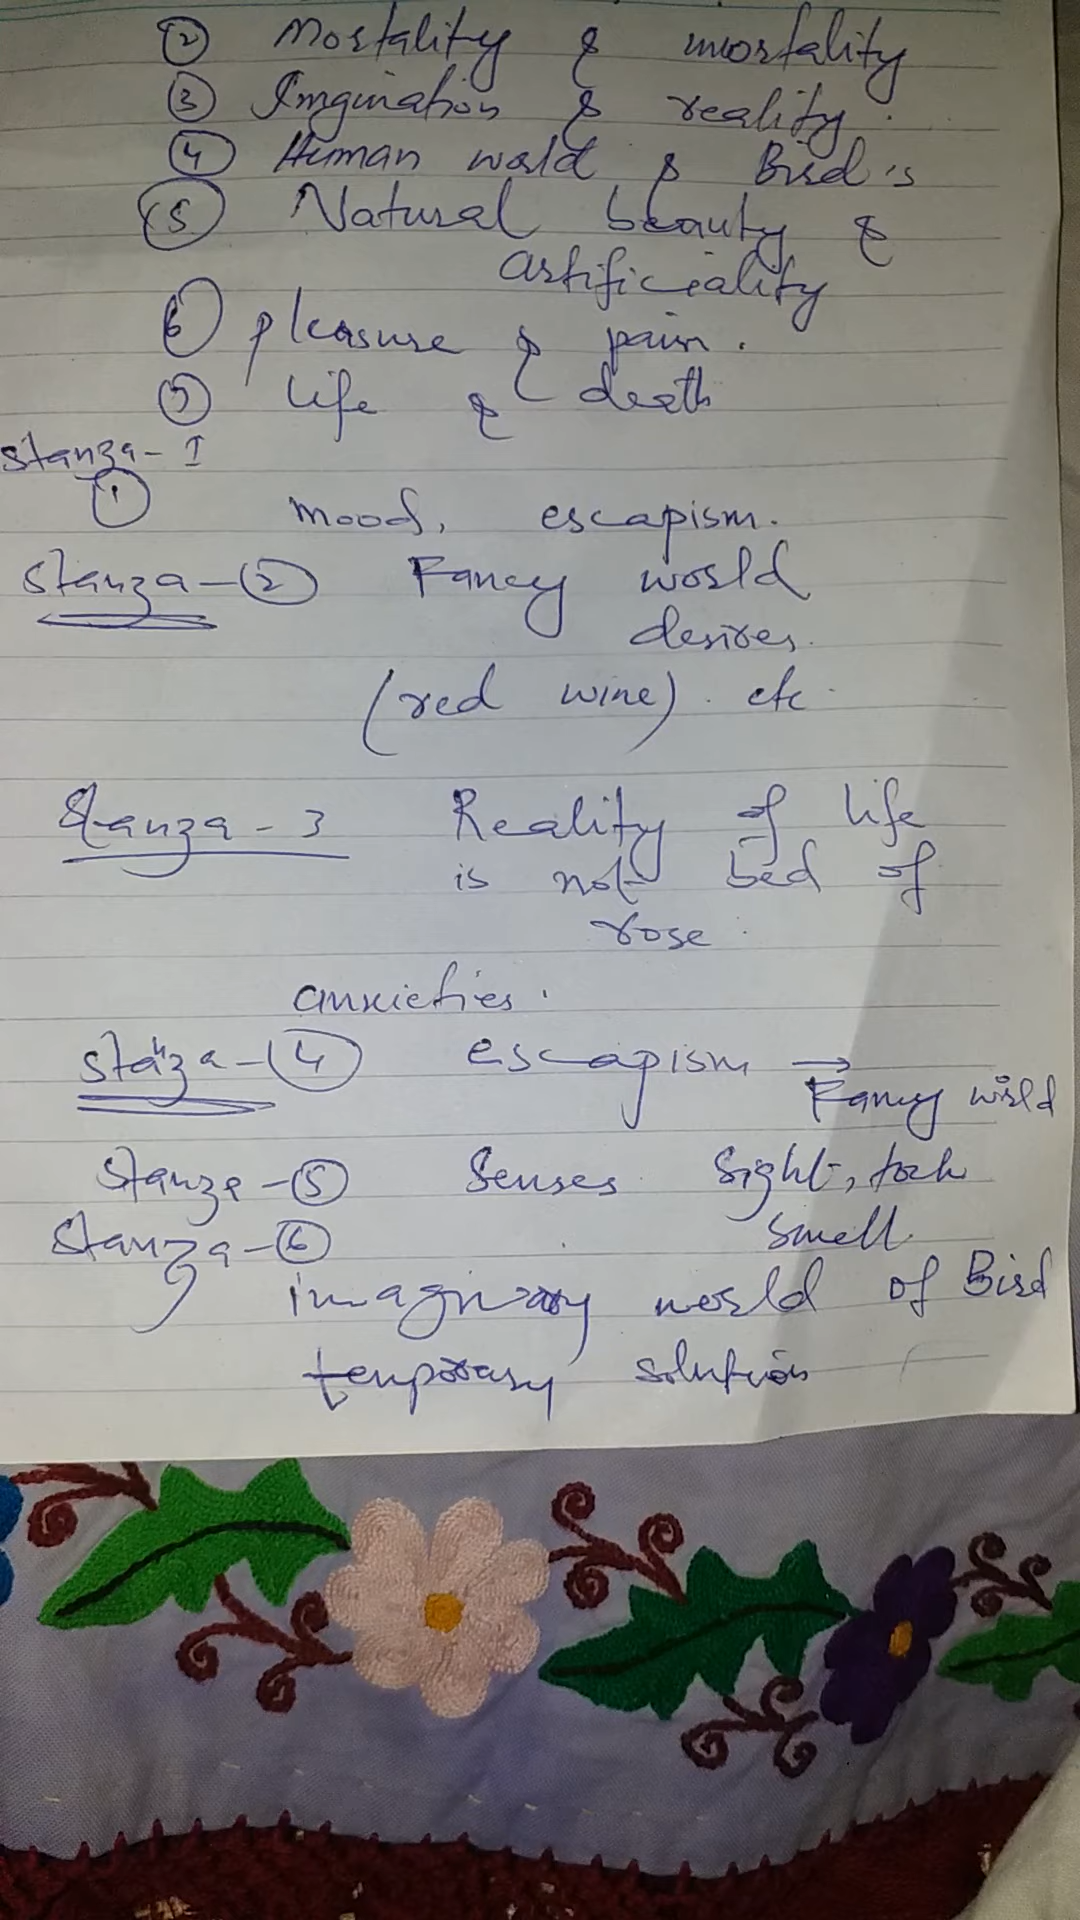 ② Mortality & imortality
③ Imgination & reality.
④ Human world & Bird's
⑤ Natural beauty &
artificiality
⑥ pleasure & pain.
⑦ life & death
Stanza - I
① mood, escapism.
Stanza - ② Fancy world
desires.
(red wine). etc
Stanza - 3 Reality of life
is not bed of
rose.
anxieties.
Stanza - ④ escapism →
Fancy world
Stanza - ⑤ Senses Sight,
Smell.
Stanza - ⑥
imaginary world of Bird
temporary solution